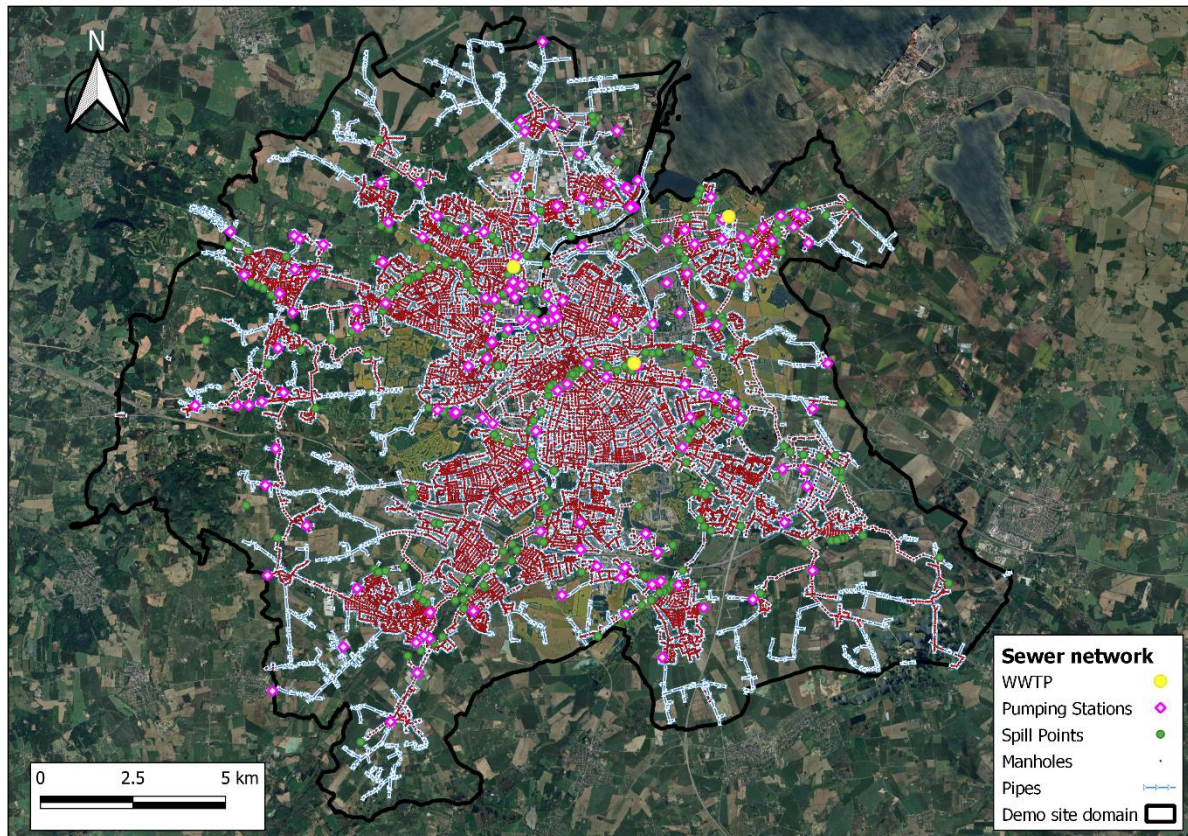 N
Sewer network
WWTP
Pumping Stations
Spill Points
Manholes
Pipes
Demo site domain
0 2.5 5 km